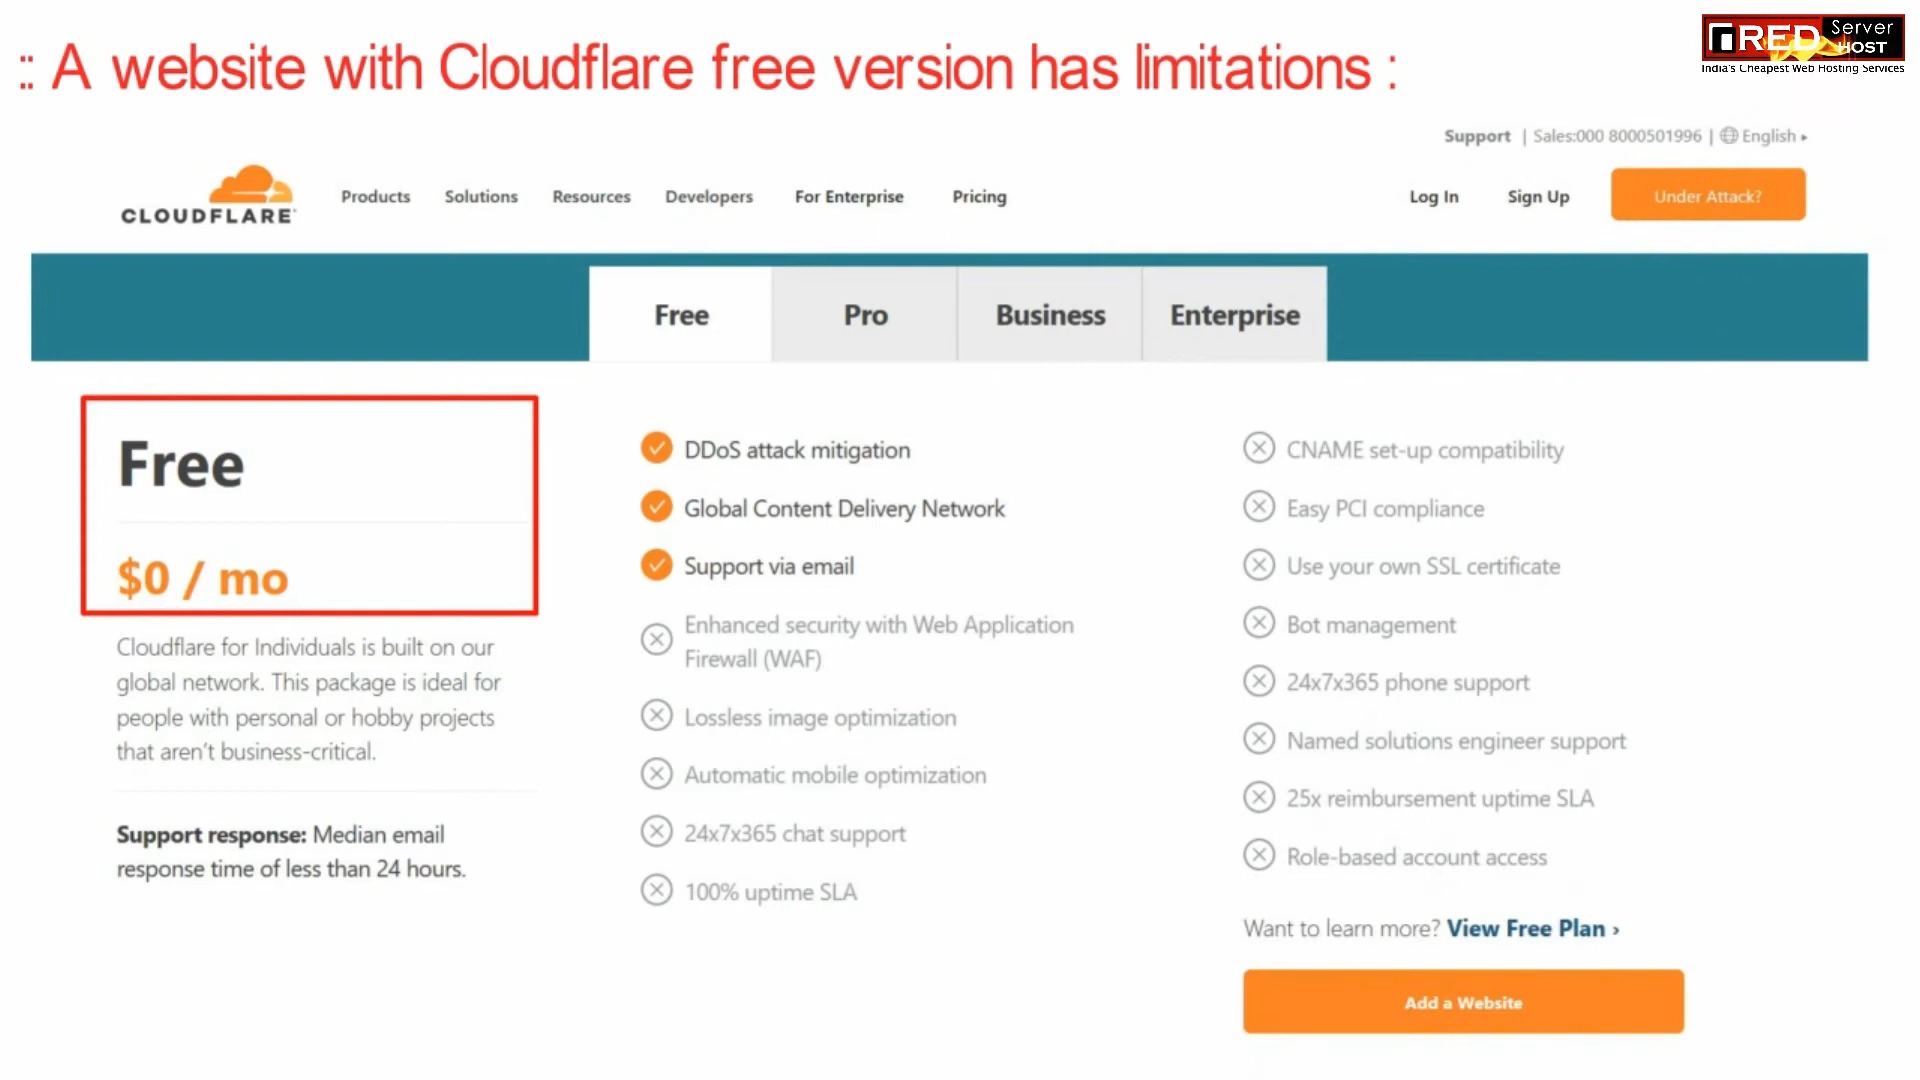 :: A website with Cloudflare free version has limitations :
RED Server
HOST
India's Cheapest Web Hosting Services
Support | Sales:000 8000501996 | English ▸
CLOUDFLARE
Products Solutions Resources Developers For Enterprise Pricing
Log In Sign Up Under Attack?
Free Pro Business Enterprise
Free
$0 / mo
Cloudflare for Individuals is built on our
global network. This package is ideal for
people with personal or hobby projects
that aren't business-critical.
Support response: Median email
response time of less than 24 hours.
DDoS attack mitigation
Global Content Delivery Network
Support via email
Enhanced security with Web Application
Firewall (WAF)
Lossless image optimization
Automatic mobile optimization
24x7x365 chat support
100% uptime SLA
CNAME set-up compatibility
Easy PCI compliance
Use your own SSL certificate
Bot management
24x7x365 phone support
Named solutions engineer support
25x reimbursement uptime SLA
Role-based account access
Want to learn more? View Free Plan ›
Add a Website